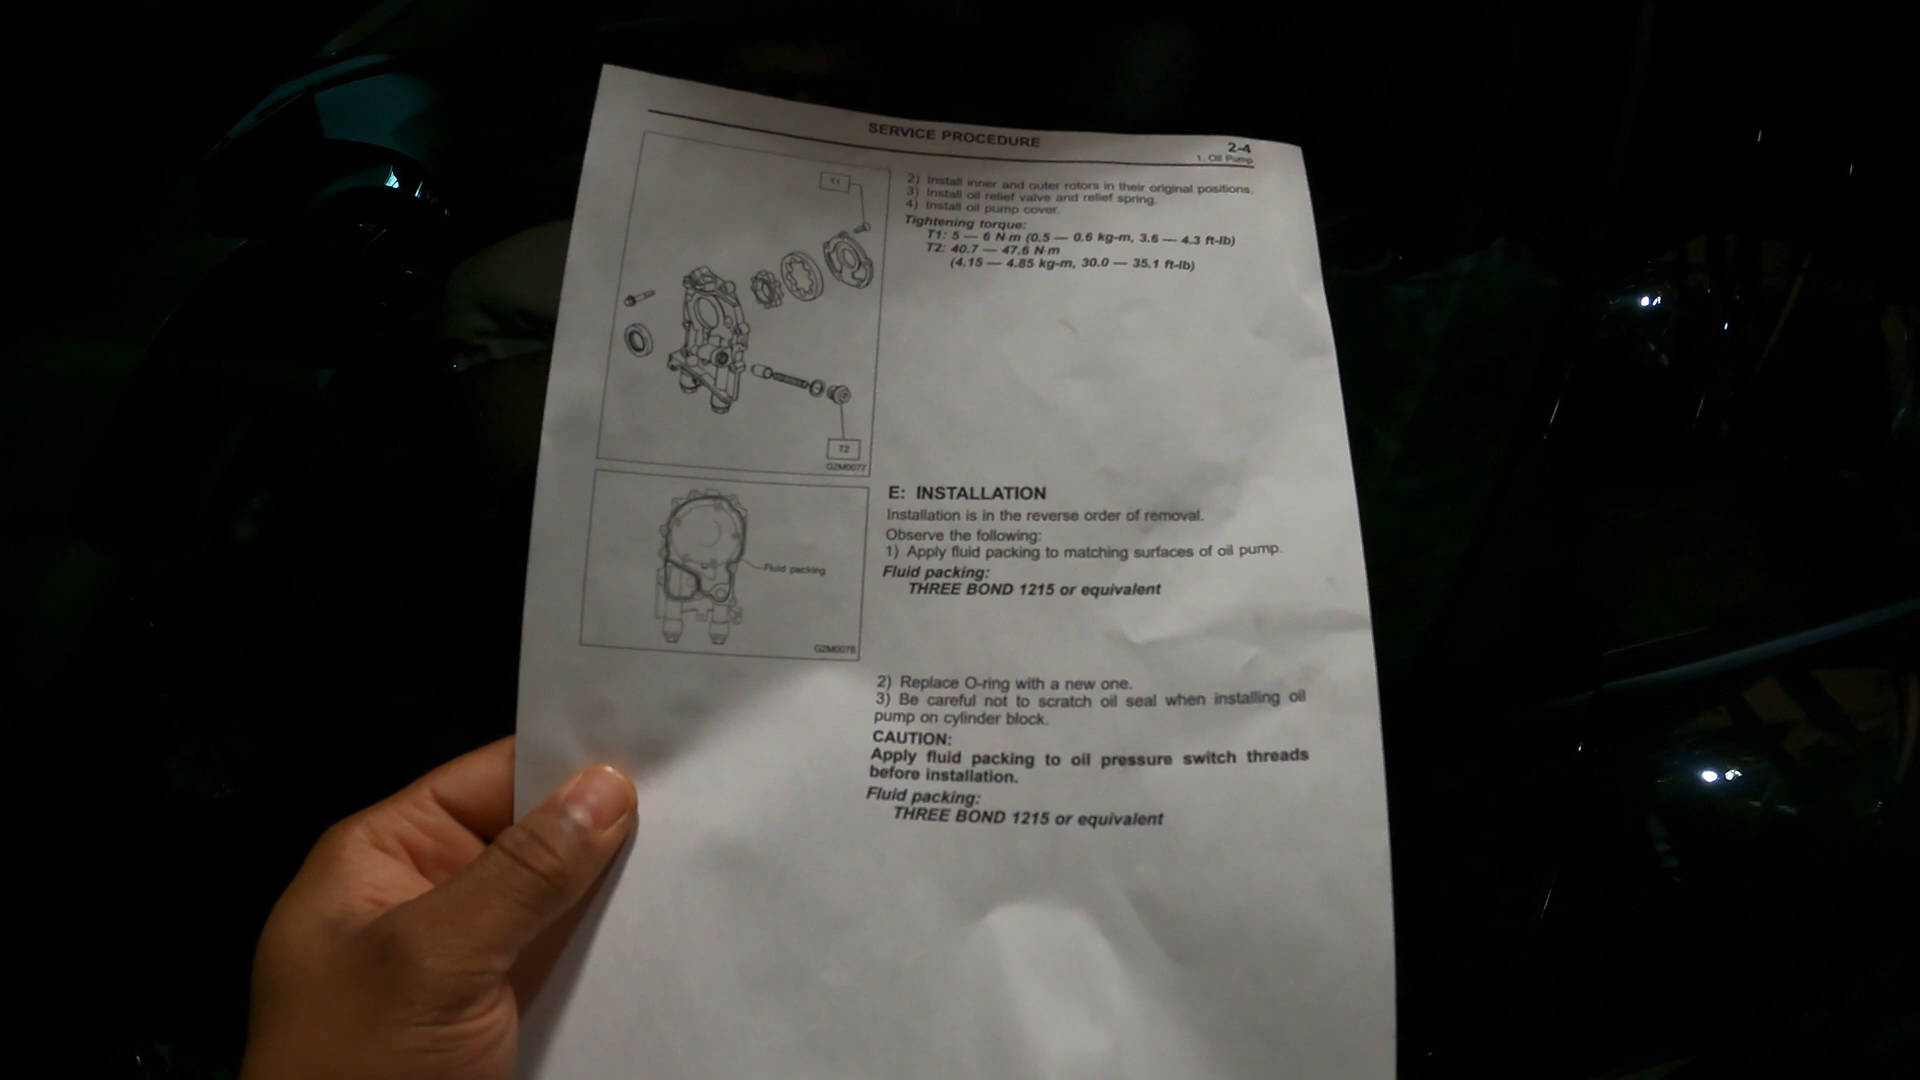 SERVICE PROCEDURE
2-4
1. Oil Pump
T1
T2
G2M0077
2) Install inner and outer rotors in their original positions.
3) Install oil relief valve and relief spring.
4) Install oil pump cover.
Tightening torque:
T1: 5 — 6 N·m (0.5 — 0.6 kg-m, 3.6 — 4.3 ft-lb)
T2: 40.7 — 47.6 N·m
(4.15 — 4.85 kg-m, 30.0 — 35.1 ft-lb)
Fluid packing
G2M0078
E: INSTALLATION
Installation is in the reverse order of removal.
Observe the following:
1) Apply fluid packing to matching surfaces of oil pump.
Fluid packing:
THREE BOND 1215 or equivalent
2) Replace O-ring with a new one.
3) Be careful not to scratch oil seal when installing oil
pump on cylinder block.
CAUTION:
Apply fluid packing to oil pressure switch threads
before installation.
Fluid packing:
THREE BOND 1215 or equivalent